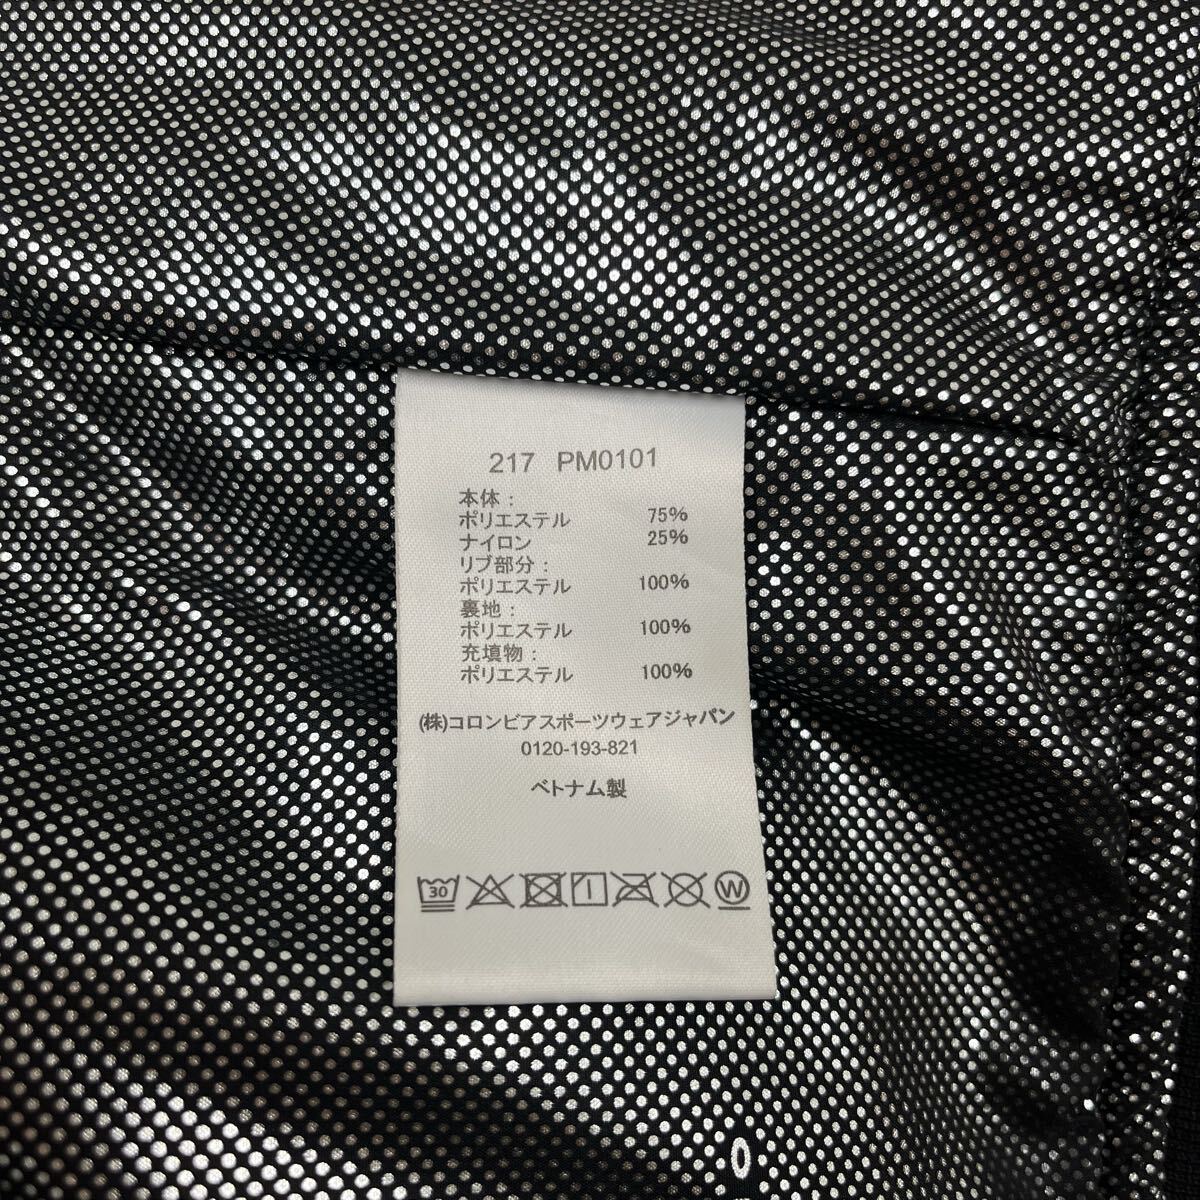 217 PM0101
本体：
ポリエステル 75%
ナイロン 25%
リブ部分：
ポリエステル 100%
裏地：
ポリエステル 100%
充填物：
ポリエステル 100%
(株)コロンビアスポーツウェアジャパン
0120-193-821
ベトナム製
30 W